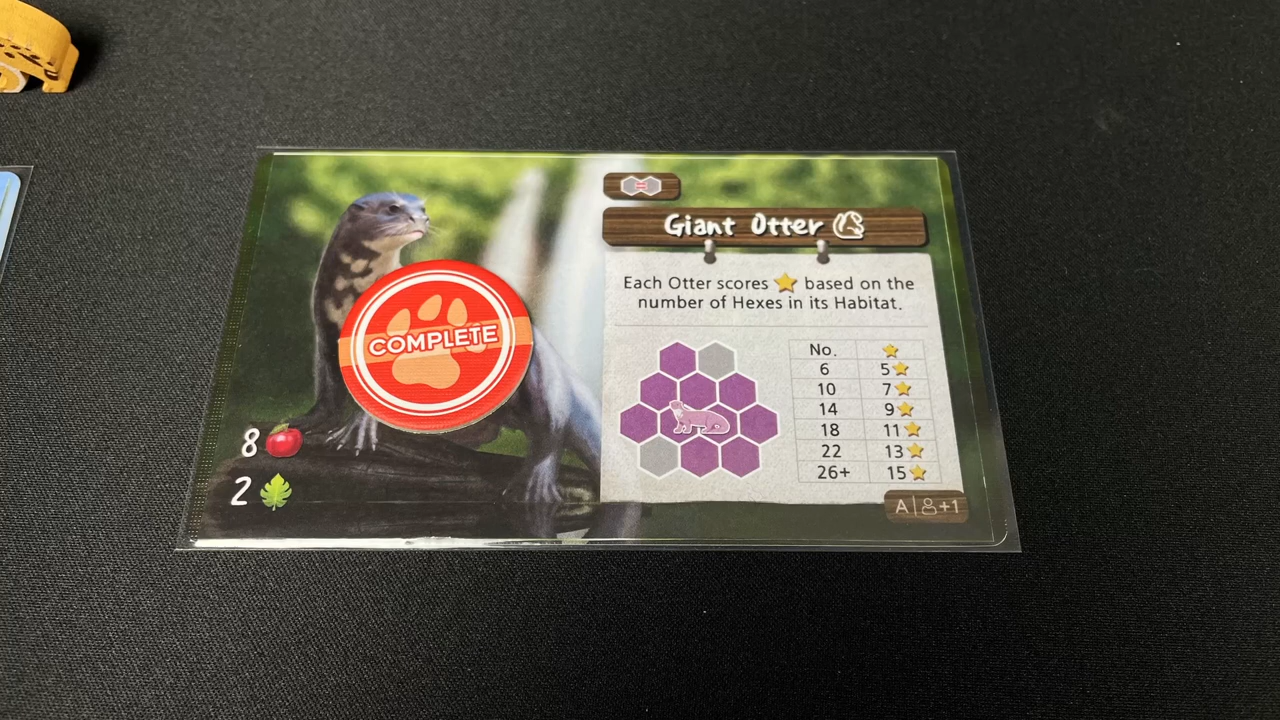 Giant Otter
Each Otter scores based on the
number of Hexes in its Habitat.
COMPLETE
No.
6 5
10 7
14 9
18 11
22 13
26+ 15
8
2
A | +1